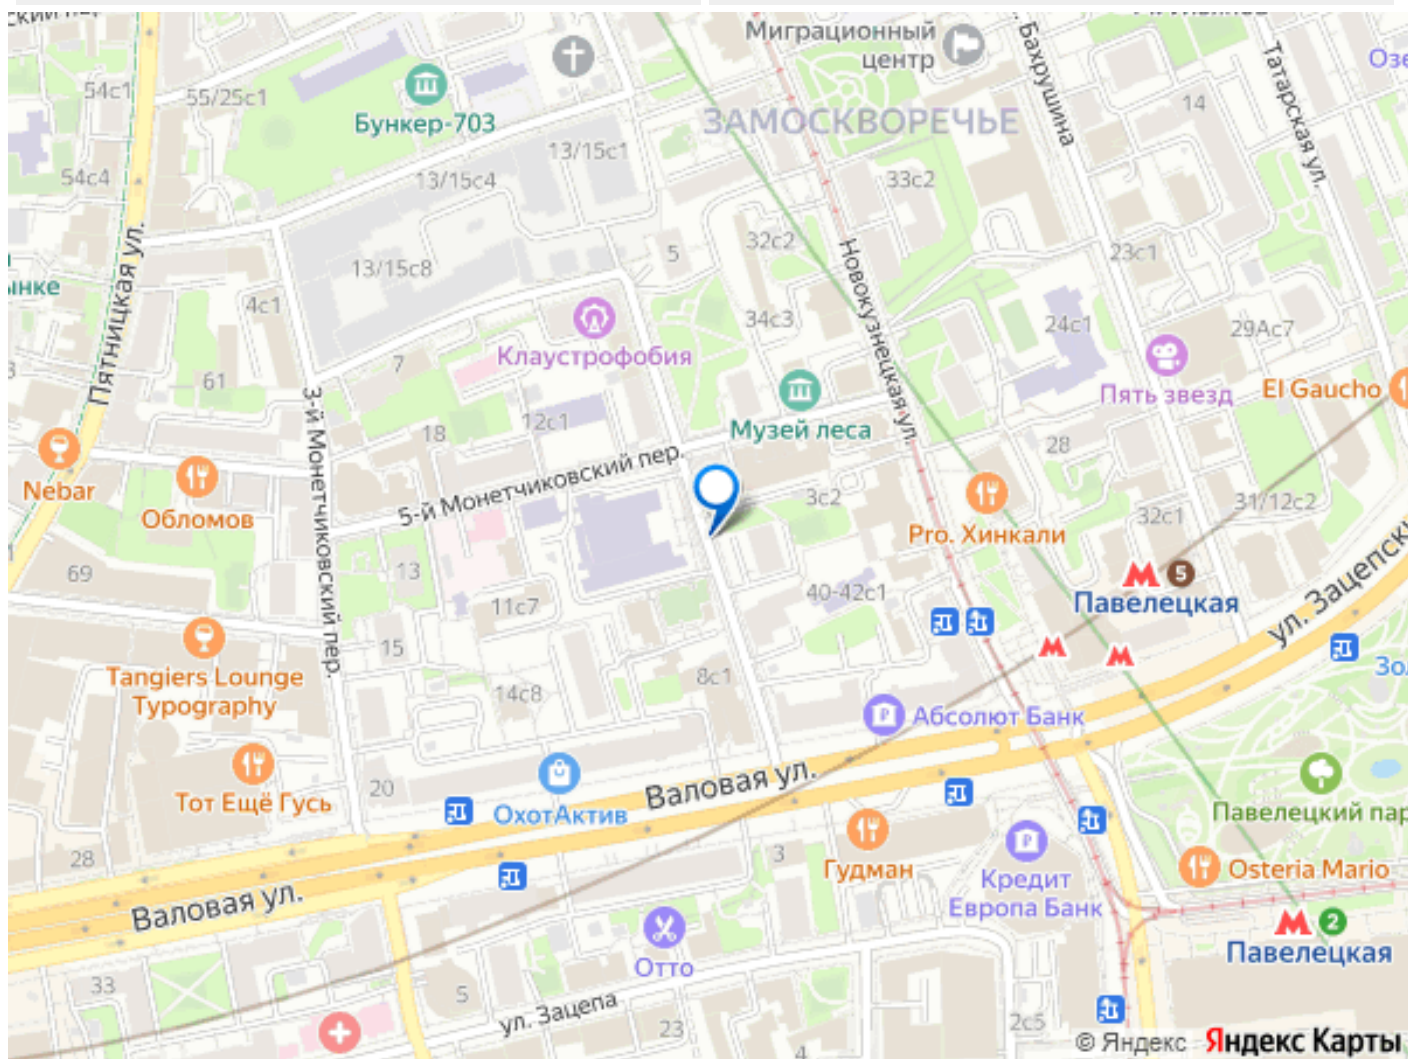 Миграционный
центр
Бахрушина
Татарская ул.
54с1
55/25с1
Бункер-703
ЗАМОСКВОРЕЧЬЕ
14
13/15с1
54с4
13/15с4
33с2
Пятницкая ул.
32с2
5
23с1
13/15с8
Новокузнецкая ул.
4с1
34с3
24с1
29Ас7
Клаустрофобия
7
61
Пять звезд
El Gaucho
3-й Монетчиковский пер.
12с1
Музей леса
18
28
5-й Монетчиковский пер.
Nebar
Обломов
3с2
31/12с2
32с1
Pro. Хинкали
69
13
5
Павелецкая
ул. Зацепский
11с7
40-42с1
15
Tangiers Lounge
Typography
8с1
14с8
Абсолют Банк
Валовая ул.
20
Тот Ещё Гусь
ОхотАктив
Павелецкий пар
28
3
Гудман
Кредит
Европа Банк
Osteria Mario
Валовая ул.
2
Павелецкая
Отто
33
5
ул. Зацепа
23
2с5
4
© Яндекс Яндекс Карты